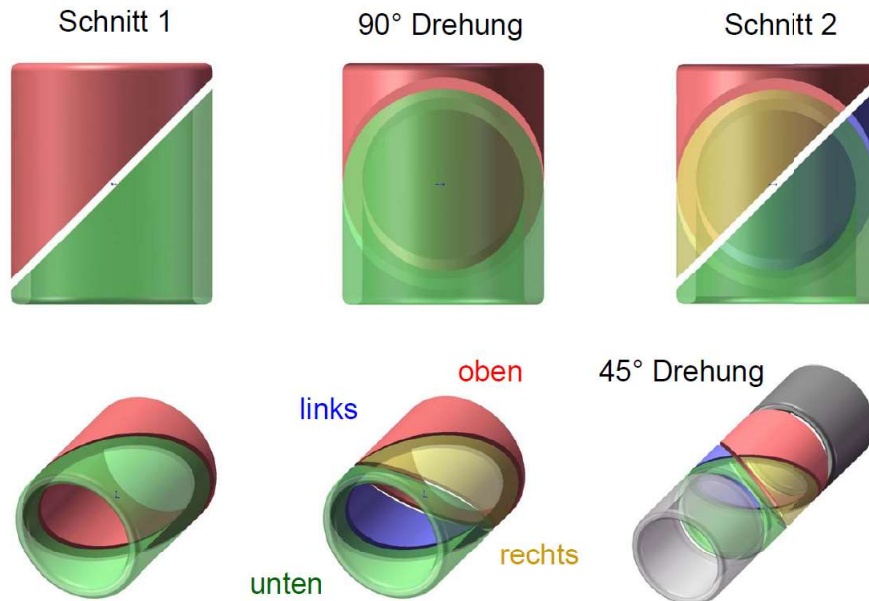 Schnitt 1
90° Drehung
Schnitt 2
oben
45° Drehung
links
rechts
unten